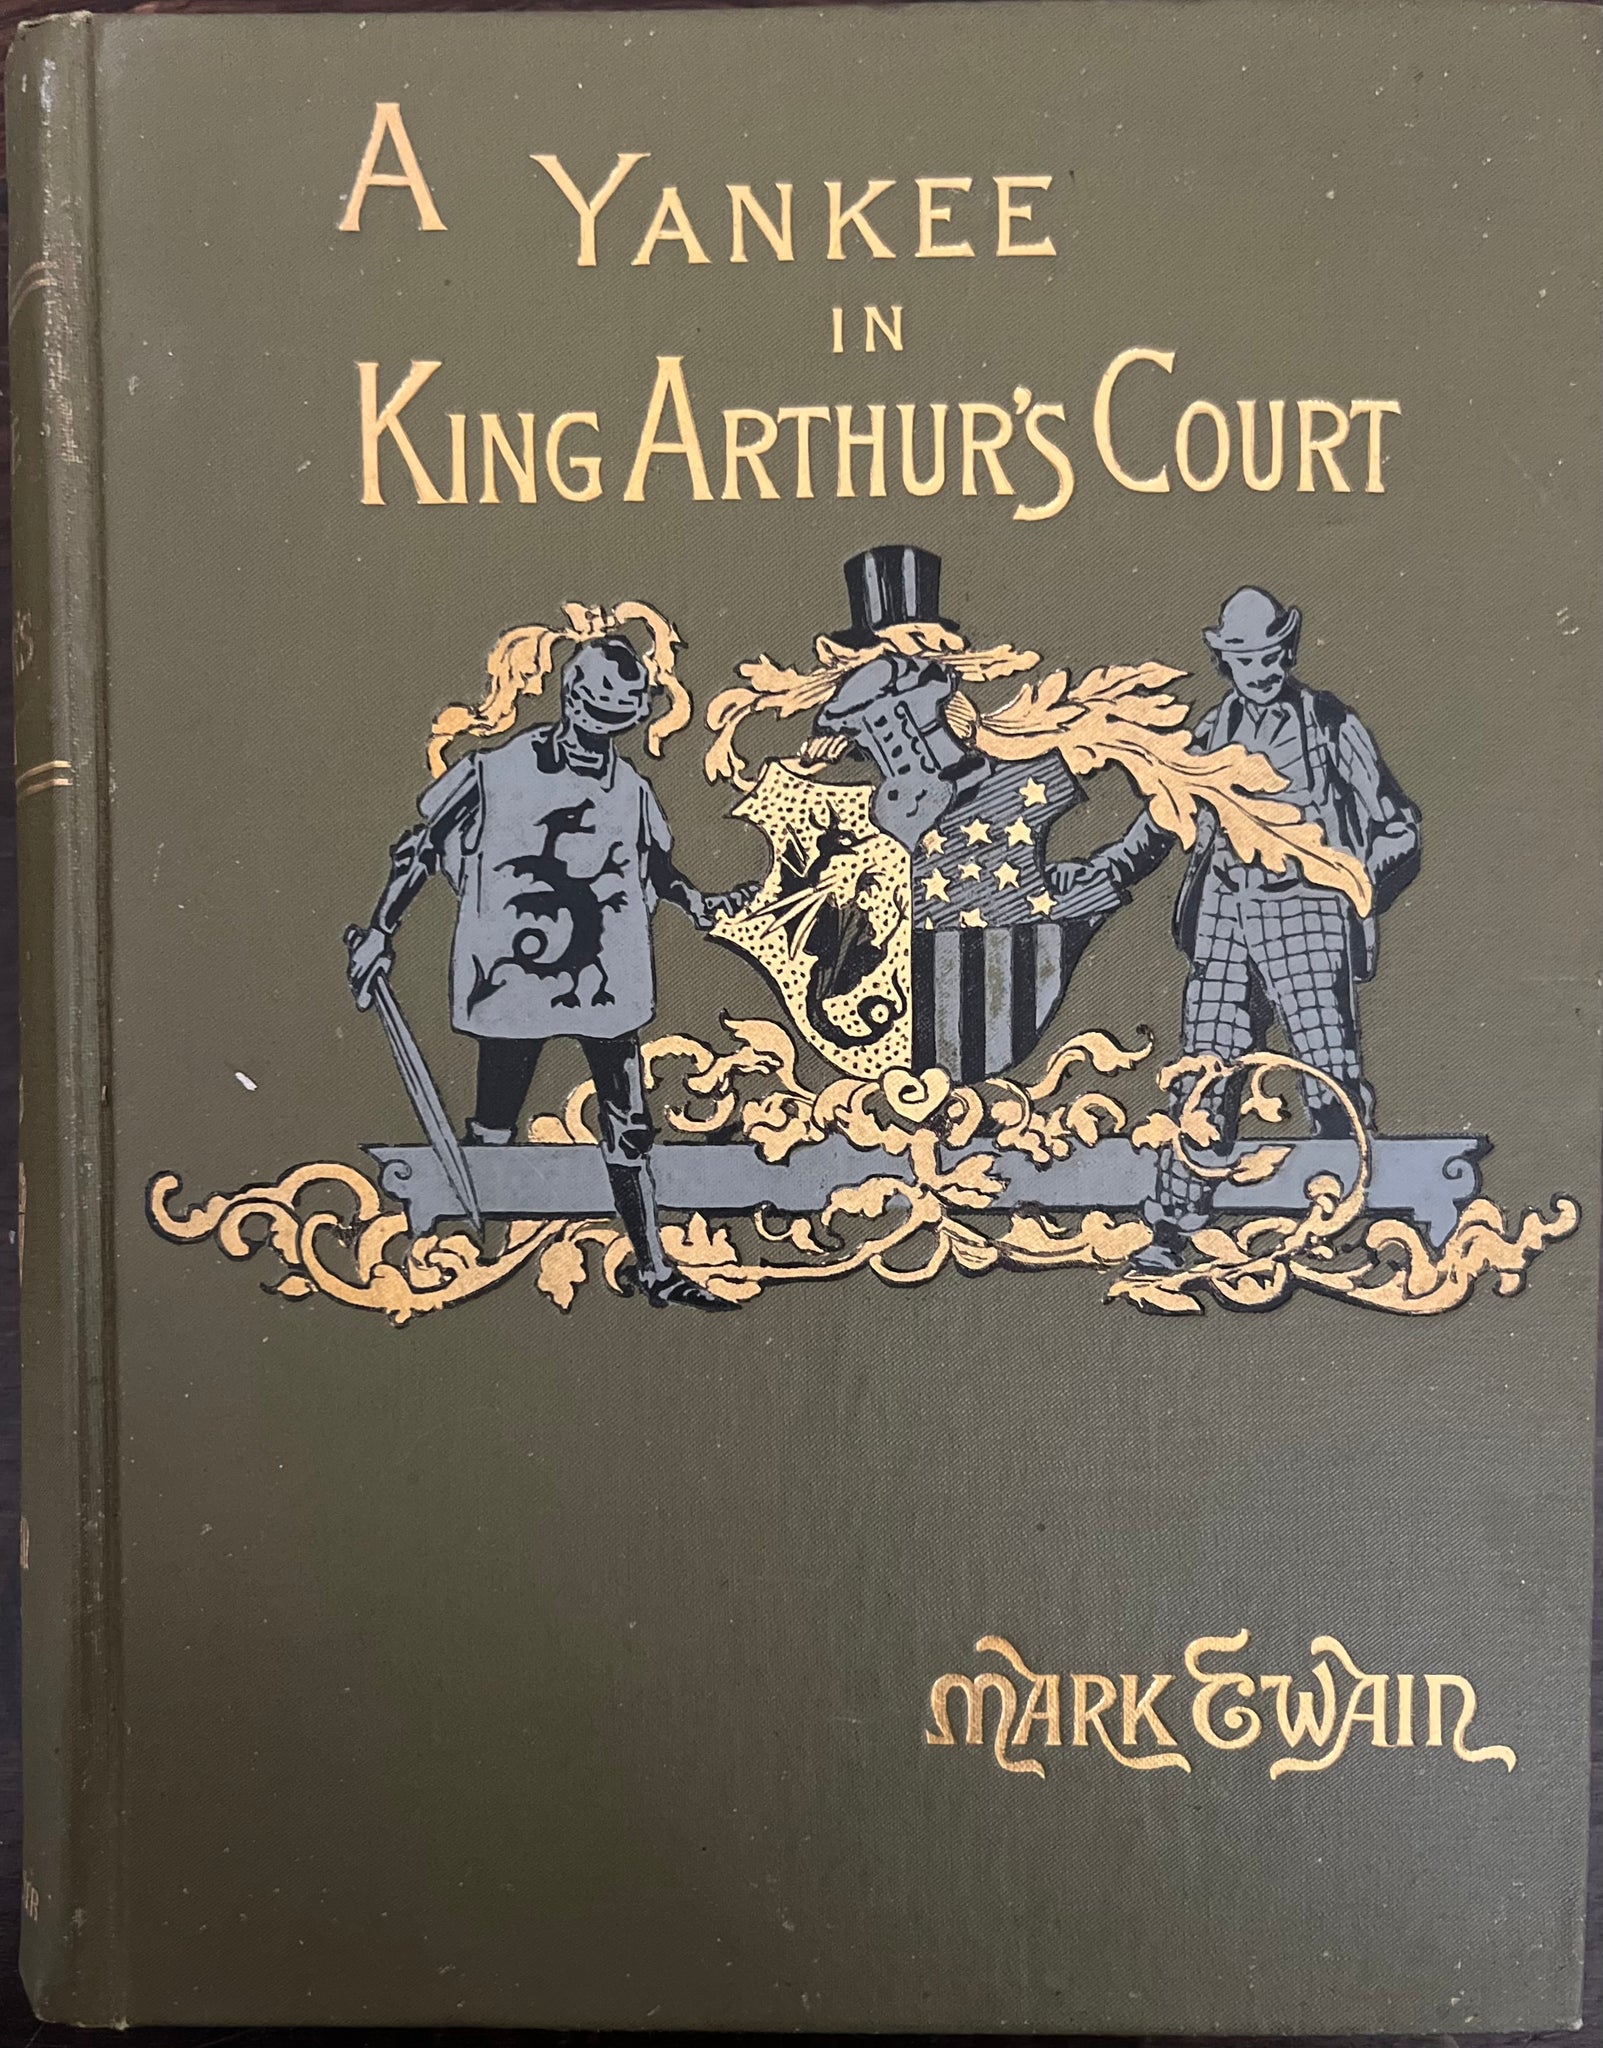 A YANKEE
IN
KING ARTHUR'S COURT
MARK TWAIN